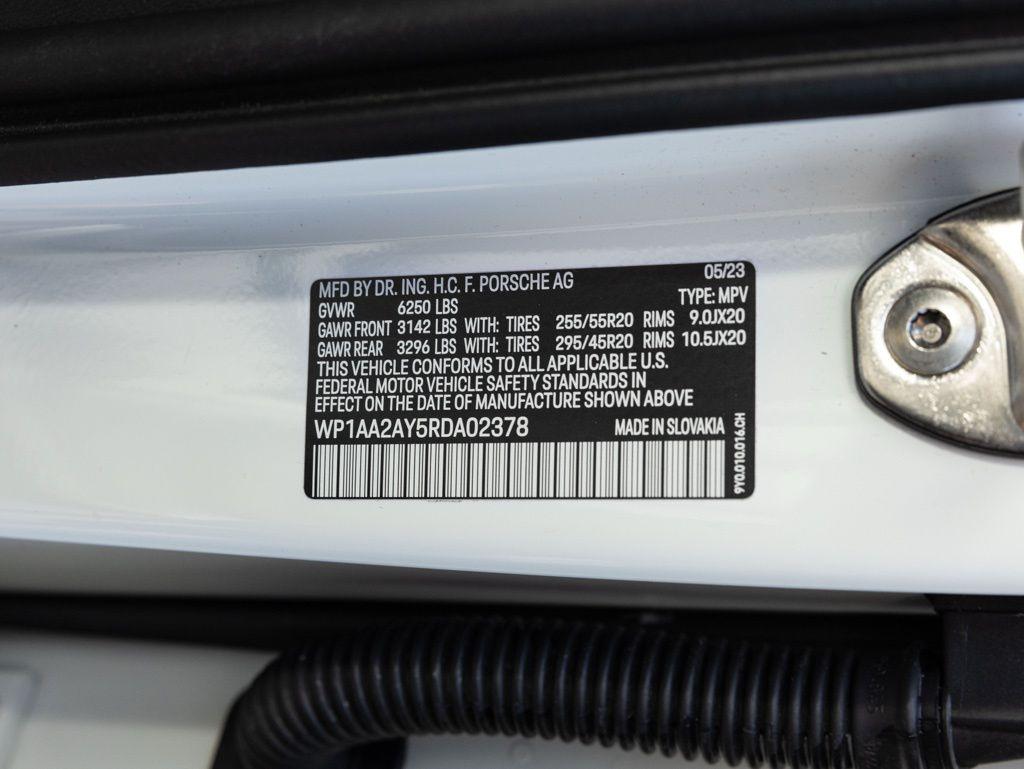 MFD BY DR. ING. H.C. F. PORSCHE AG 05/23
GVWR 6250 LBS TYPE: MPV
GAWR FRONT 3142 LBS WITH: TIRES 255/55R20 RIMS 9.0JX20
GAWR REAR 3296 LBS WITH: TIRES 295/45R20 RIMS 10.5JX20
THIS VEHICLE CONFORMS TO ALL APPLICABLE U.S.
FEDERAL MOTOR VEHICLE SAFETY STANDARDS IN
EFFECT ON THE DATE OF MANUFACTURE SHOWN ABOVE
WP1AA2AY5RDA02378 MADE IN SLOVAKIA
9Y0.010.016.CH